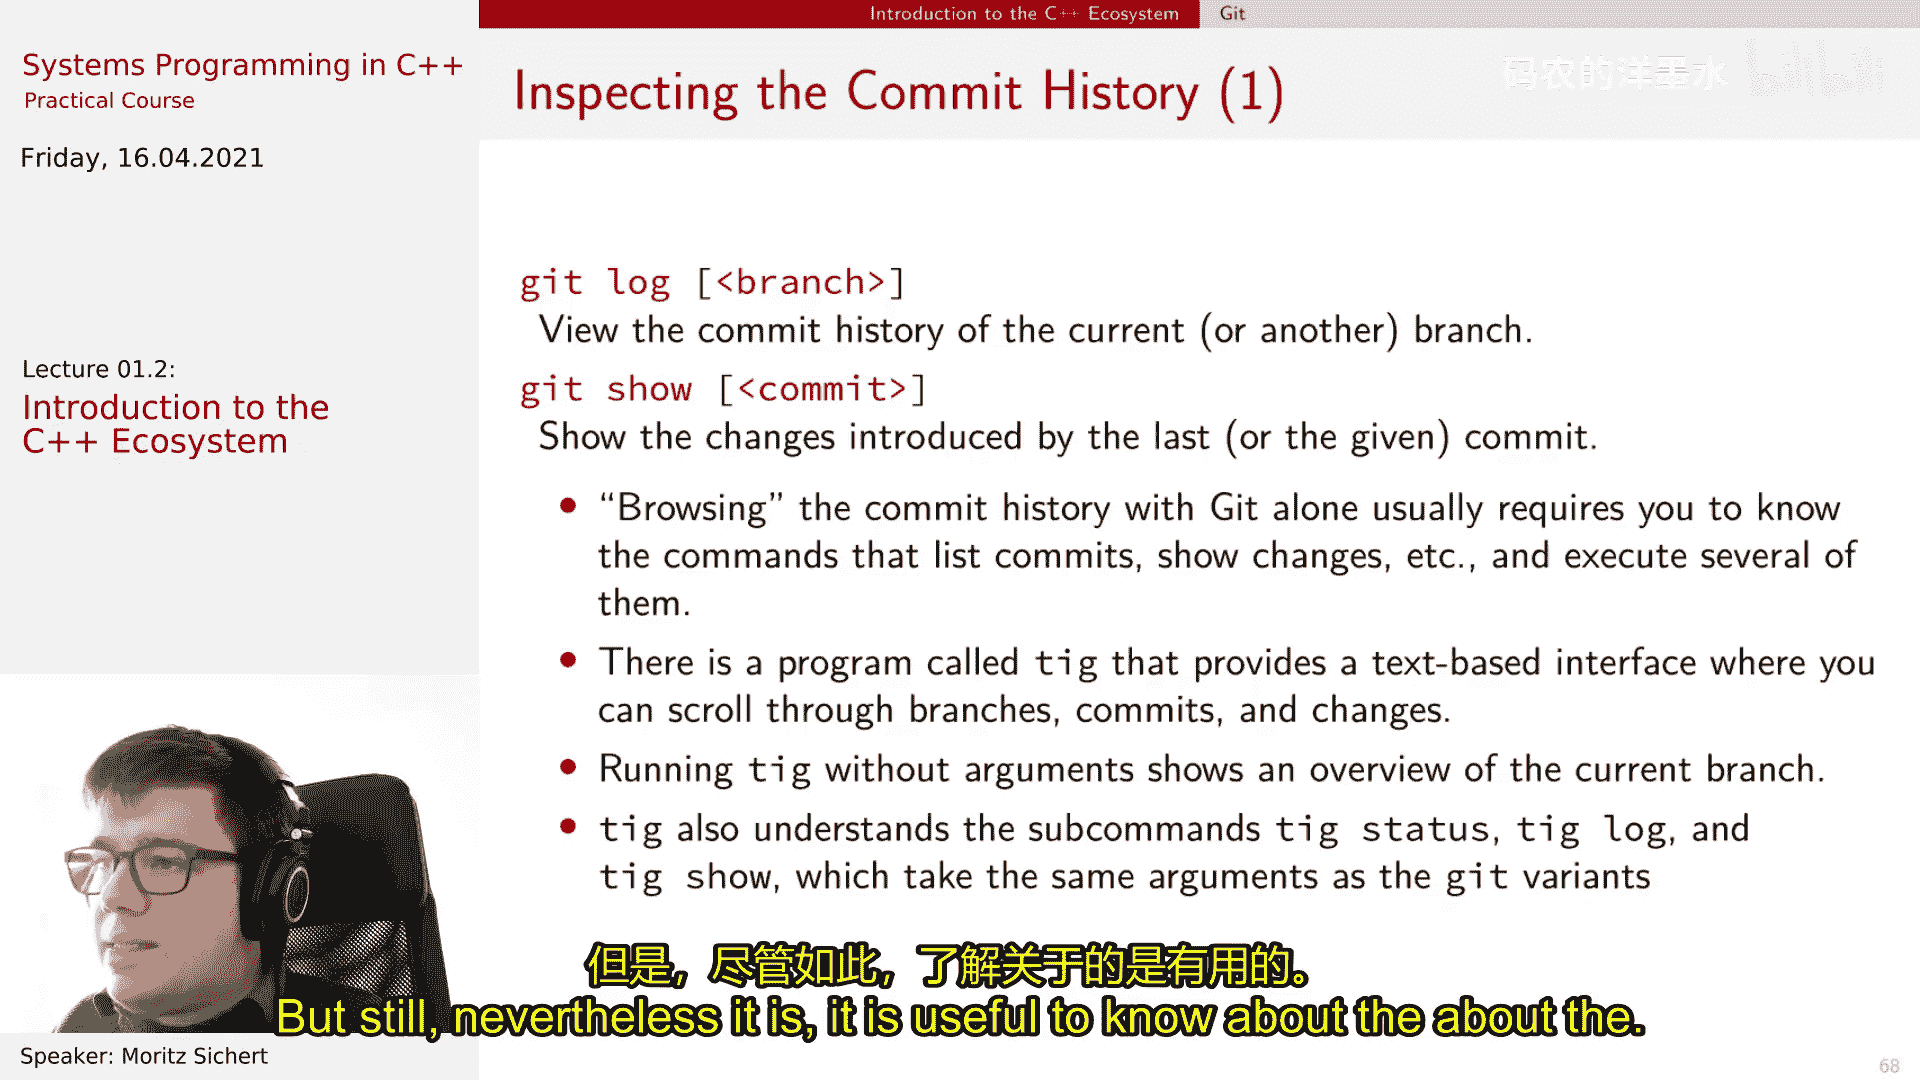 Introduction to the C++ Ecosystem Git
Systems Programming in C++
Practical Course
Friday, 16.04.2021
Lecture 01.2:
Introduction to the
C++ Ecosystem
Inspecting the Commit History (1)
码农的洋墨水 bilibili
git log [<branch>]
View the commit history of the current (or another) branch.
git show [<commit>]
Show the changes introduced by the last (or the given) commit.
• “Browsing” the commit history with Git alone usually requires you to know
the commands that list commits, show changes, etc., and execute several of
them.
• There is a program called tig that provides a text-based interface where you
can scroll through branches, commits, and changes.
• Running tig without arguments shows an overview of the current branch.
• tig also understands the subcommands tig status, tig log, and
tig show, which take the same arguments as the git variants
但是，尽管如此，了解关于的是有用的。
But still, nevertheless it is, it is useful to know about the about the.
Speaker: Moritz Sichert
68